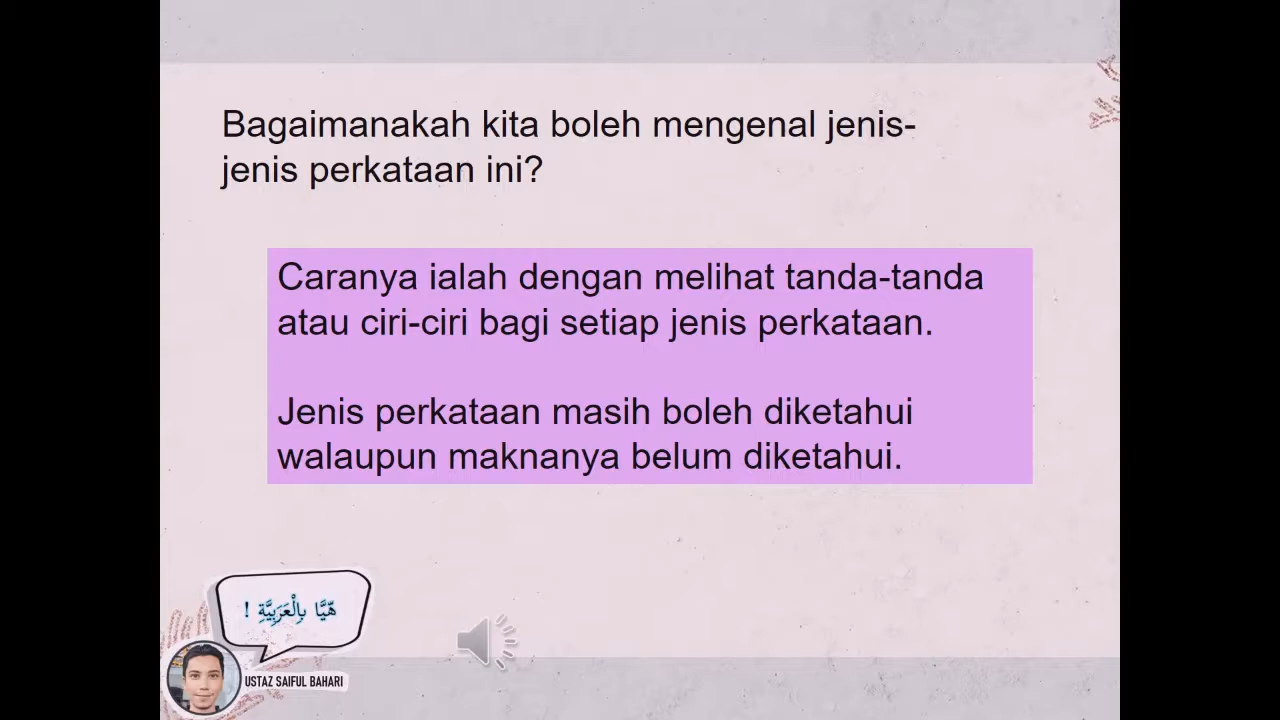 Bagaimanakah kita boleh mengenal jenis-
jenis perkataan ini?
Caranya ialah dengan melihat tanda-tanda
atau ciri-ciri bagi setiap jenis perkataan.
Jenis perkataan masih boleh diketahui
walaupun maknanya belum diketahui.
هَيَّا بِالْعَرَبِيَّةِ !
USTAZ SAIFUL BAHARI